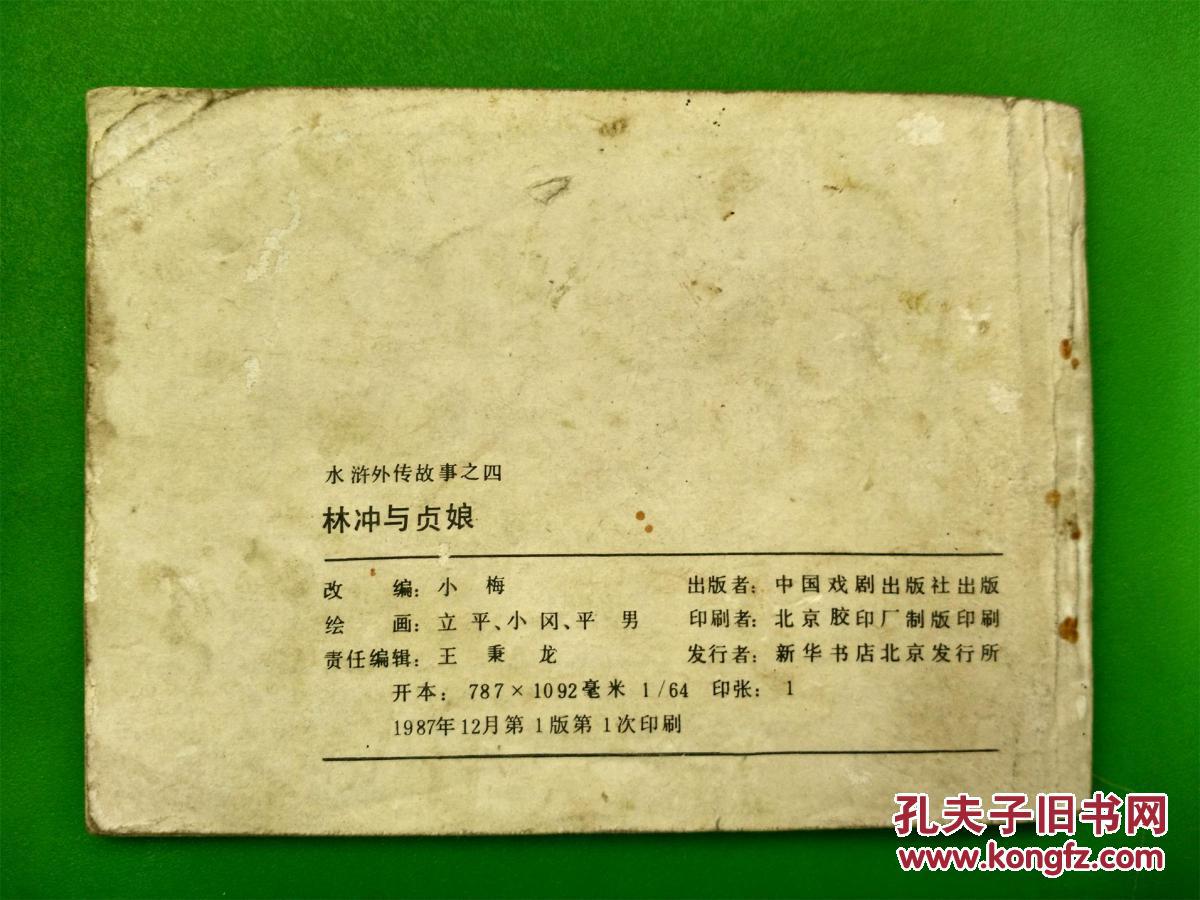 水浒外传故事之四
林冲与贞娘
改 编：小 梅 出版者：中国戏剧出版社出版
绘 画：立平、小冈、平 男 印刷者：北京胶印厂制版印刷
责任编辑：王秉龙 发行者：新华书店北京发行所
开本：787×1092毫米 1/64 印张：1
1987年12月第1版第1次印刷
孔夫子旧书网
www.kongfz.com